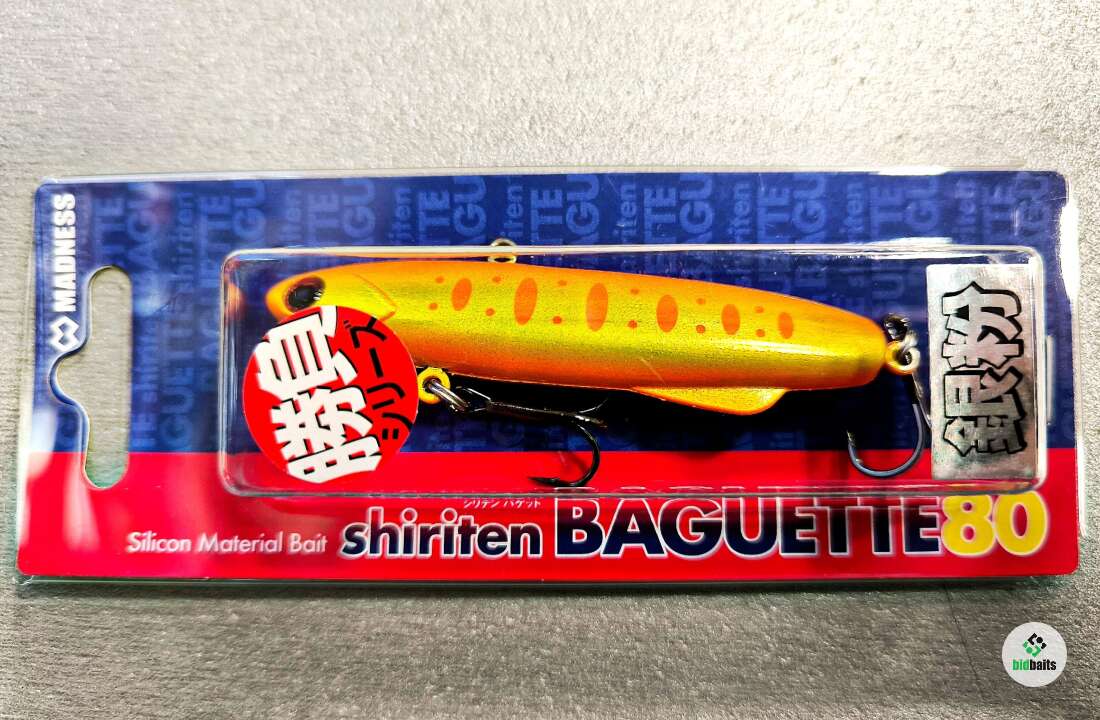 MADNESS
勝負
シリーズ
銀粉
シリテン バゲット
Silicon Material Bait shiriten BAGUETTE80
bidbaits